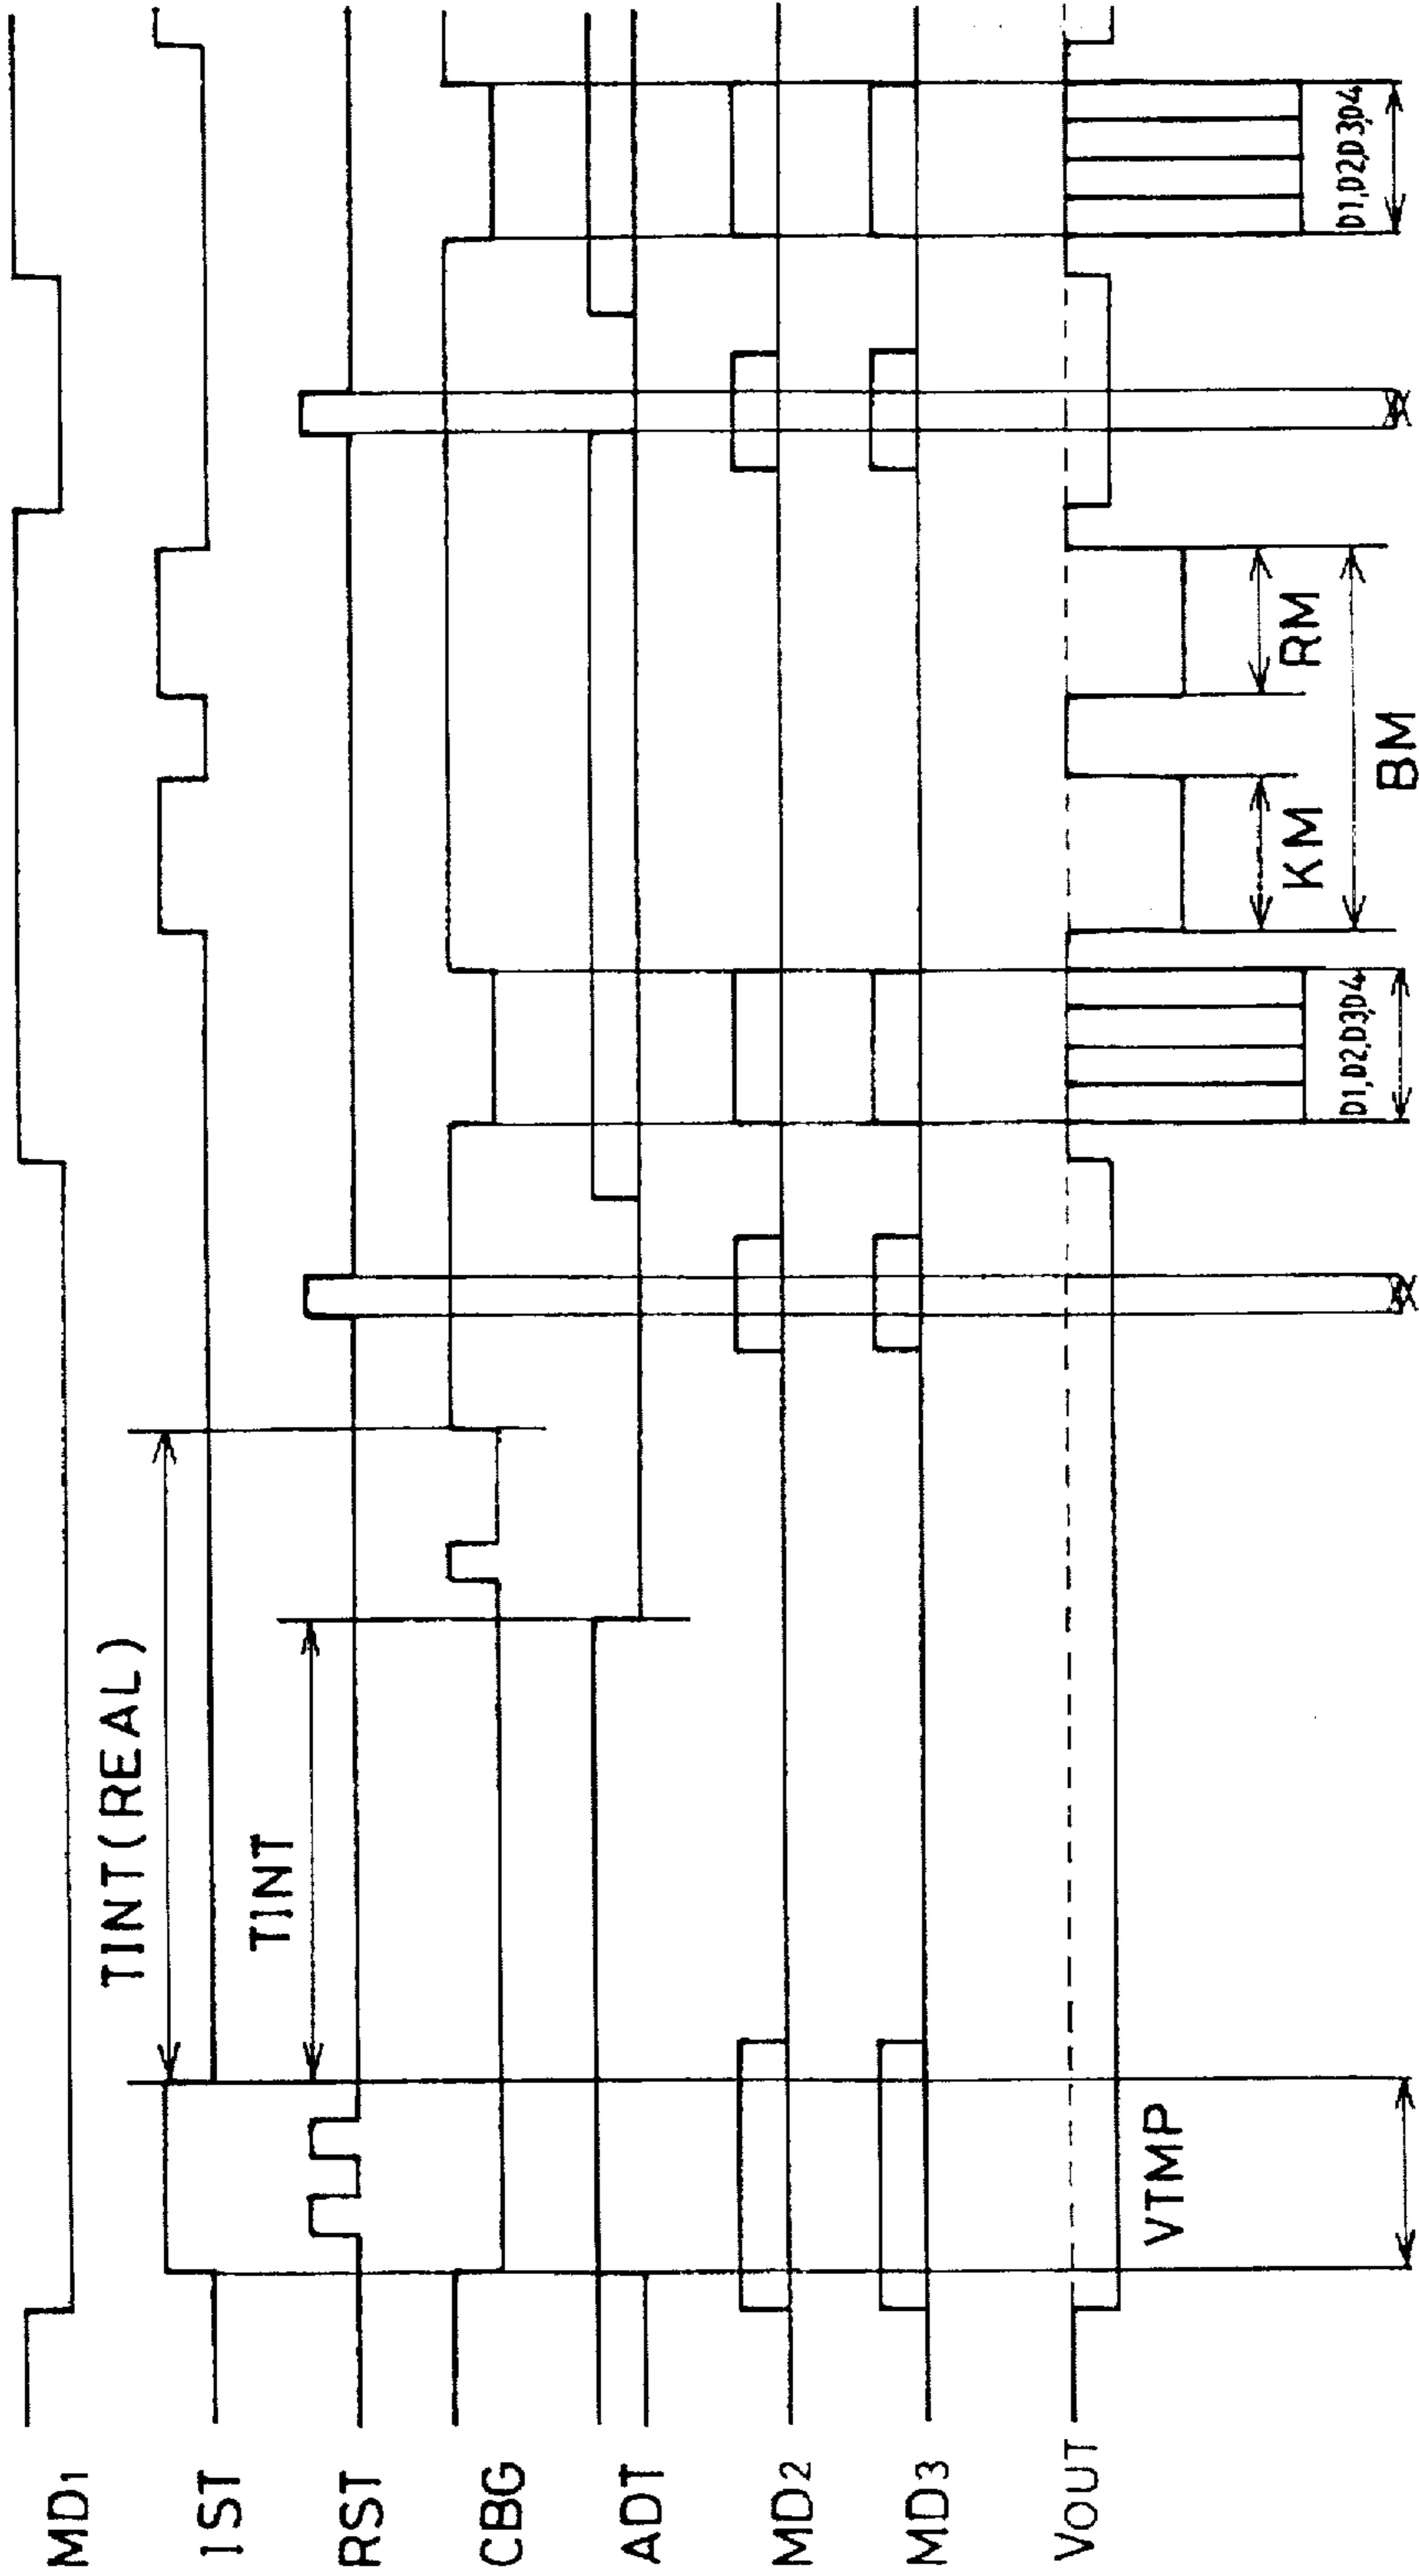 MD1
IST
RST
CBG
ADT
MD2
MD3
VOUT
TINT(REAL)
TINT
VTMP
D1,D2,D3,D4
KM
RM
BM
D1,D2,D3,D4